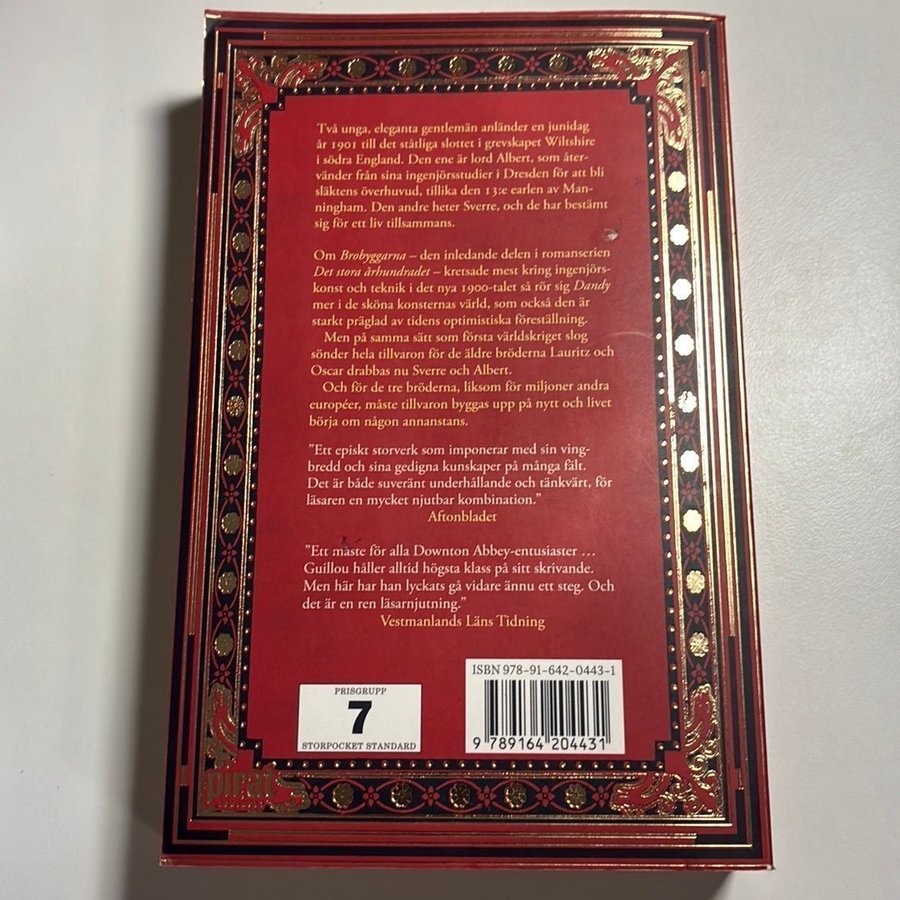 Två unga, eleganta gentlemän anländer en junidag
år 1901 till det ståtliga slottet i grevskapet Wiltshire
i södra England. Den ene är lord Albert, som åter-
vänder från sina ingenjörsstudier i Dresden för att bli
släktens överhuvud, tillika den 13:e earlen av Man-
ningham. Den andre heter Sverre, och de har bestämt
sig för ett liv tillsammans.
Om Brobyggarna – den inledande delen i romanserien
Det stora århundradet – kretsade mest kring ingenjörs-
konst och teknik i det nya 1900-talet så rör sig Dandy
mer i de sköna konsternas värld, som också den är
starkt präglad av tidens optimistiska föreställning.
Men på samma sätt som första världskriget slog
sönder hela tillvaron för de äldre bröderna Lauritz och
Oscar drabbas nu Sverre och Albert.
Och för de tre bröderna, liksom för miljoner andra
européer, måste tillvaron byggas upp på nytt och livet
börja om någon annanstans.
”Ett episkt storverk som imponerar med sin ving-
bredd och sina gedigna kunskaper på många fält.
Det är både suveränt underhållande och tänkvärt, för
läsaren en mycket njutbar kombination.”
Aftonbladet
”Ett måste för alla Downton Abbey-entusiaster …
Guillou håller alltid högsta klass på sitt skrivande.
Men här har han lyckats gå vidare ännu ett steg. Och
det är en ren läsarnjutning.”
Vestmanlands Läns Tidning
ISBN 978-91-642-0443-1
PRISGRUPP
7
STORPOCKET STANDARD
9 789164 204431
pirat